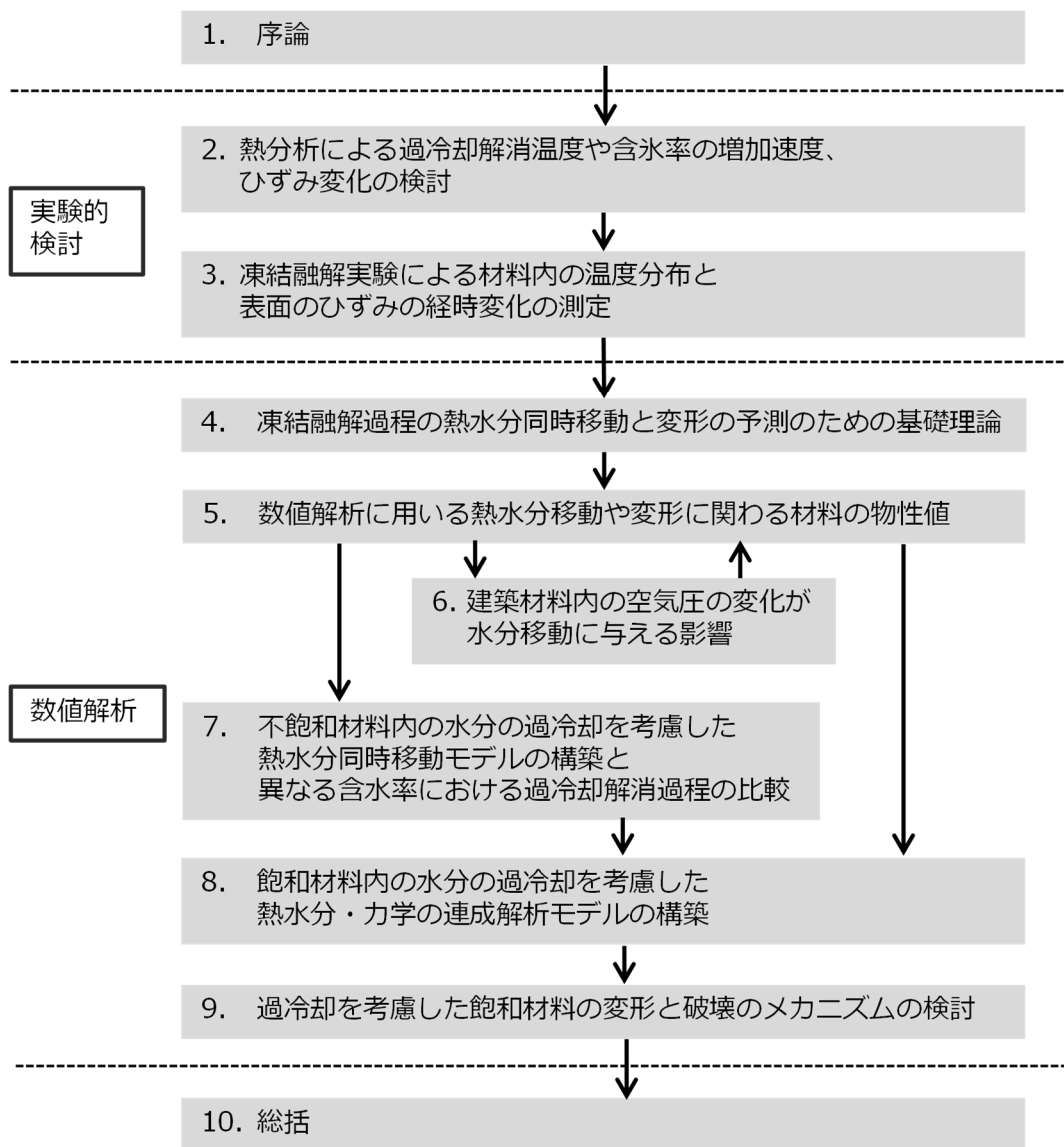 1. 序論
2. 熱分析による過冷却解消温度や含氷率の増加速度、
ひずみ変化の検討
実験的
検討
3. 凍結融解実験による材料内の温度分布と
表面のひずみの経時変化の測定
4. 凍結融解過程の熱水分同時移動と変形の予測のための基礎理論
5. 数値解析に用いる熱水分移動や変形に関わる材料の物性値
6. 建築材料内の空気圧の変化が
水分移動に与える影響
数値解析
7. 不飽和材料内の水分の過冷却を考慮した
熱水分同時移動モデルの構築と
異なる含水率における過冷却解消過程の比較
8. 飽和材料内の水分の過冷却を考慮した
熱水分・力学の連成解析モデルの構築
9. 過冷却を考慮した飽和材料の変形と破壊のメカニズムの検討
10. 総括